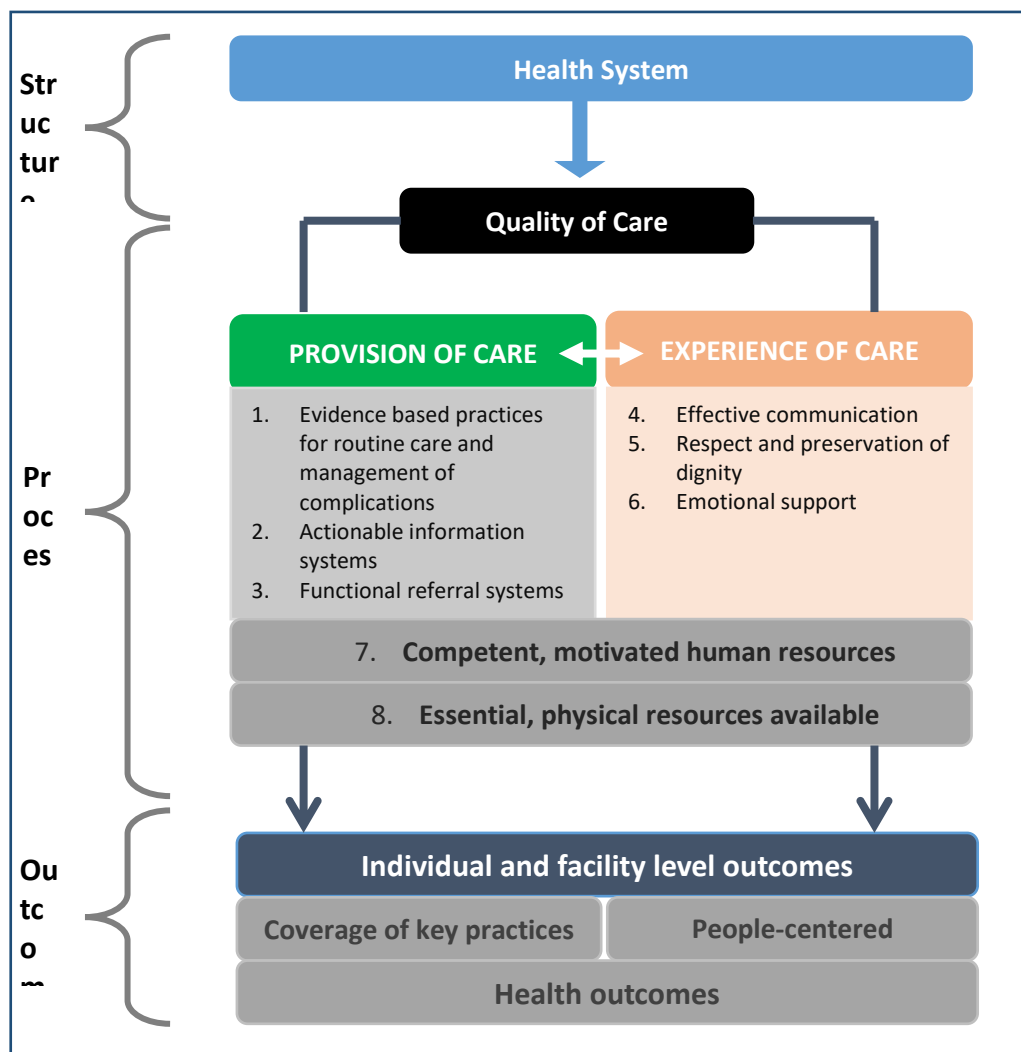 Str
uc
tur
Health System
Quality of Care
Pr
oc
es
PROVISION OF CARE
EXPERIENCE OF CARE
1. Evidence based practices
for routine care and
management of
complications
2. Actionable information
systems
3. Functional referral systems
4. Effective communication
5. Respect and preservation of
dignity
6. Emotional support
7. Competent, motivated human resources
8. Essential, physical resources available
Ou
tc
o
Individual and facility level outcomes
Coverage of key practices
People-centered
Health outcomes